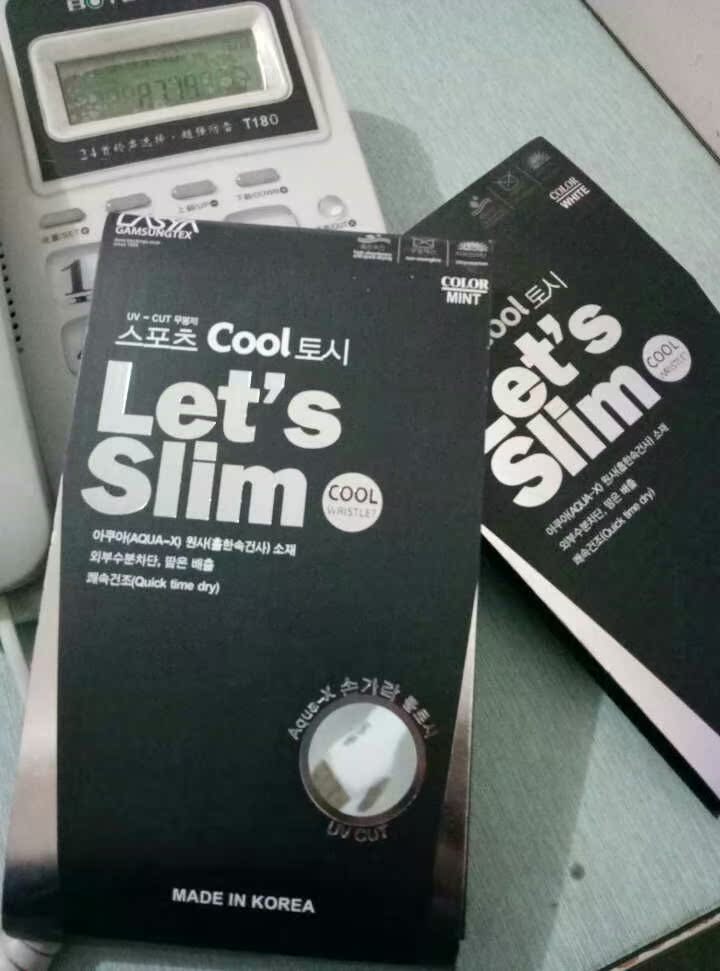 T180
LASYA
GAMSUNGTEX
COLOR
MINT
UV - CUT 무봉제
스포츠 Cool 토시
Let's
Slim
COOL
WRISTLET
아쿠아(AQUA-X) 원사(흡한속건사) 소재
외부수분차단, 땀은 배출
쾌속건조(Quick time dry)
Aqua-X 손가락 통토시
UV CUT
MADE IN KOREA
COLOR
WHITE
Cool 토시
Let's
Slim
COOL
WRISTLET
아쿠아(AQUA-X) 원사(흡한속건사) 소재
외부수분차단, 땀은 배출
쾌속건조(Quick time dry)